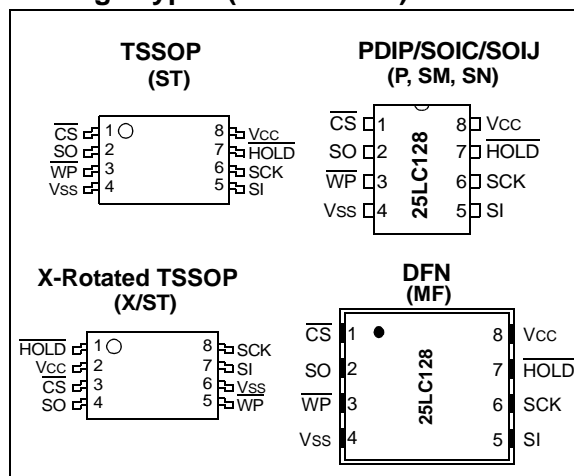 TSSOP
(ST)
CS 1 8 VCC
SO 2 7 HOLD
WP 3 6 SCK
VSS 4 5 SI
PDIP/SOIC/SOIJ
(P, SM, SN)
CS 1 8 VCC
SO 2 7 HOLD
WP 3 6 SCK
VSS 4 5 SI
25LC128
X-Rotated TSSOP
(X/ST)
HOLD 1 8 SCK
VCC 2 7 SI
CS 3 6 VSS
SO 4 5 WP
DFN
(MF)
CS 1 8 VCC
SO 2 7 HOLD
WP 3 6 SCK
VSS 4 5 SI
25LC128